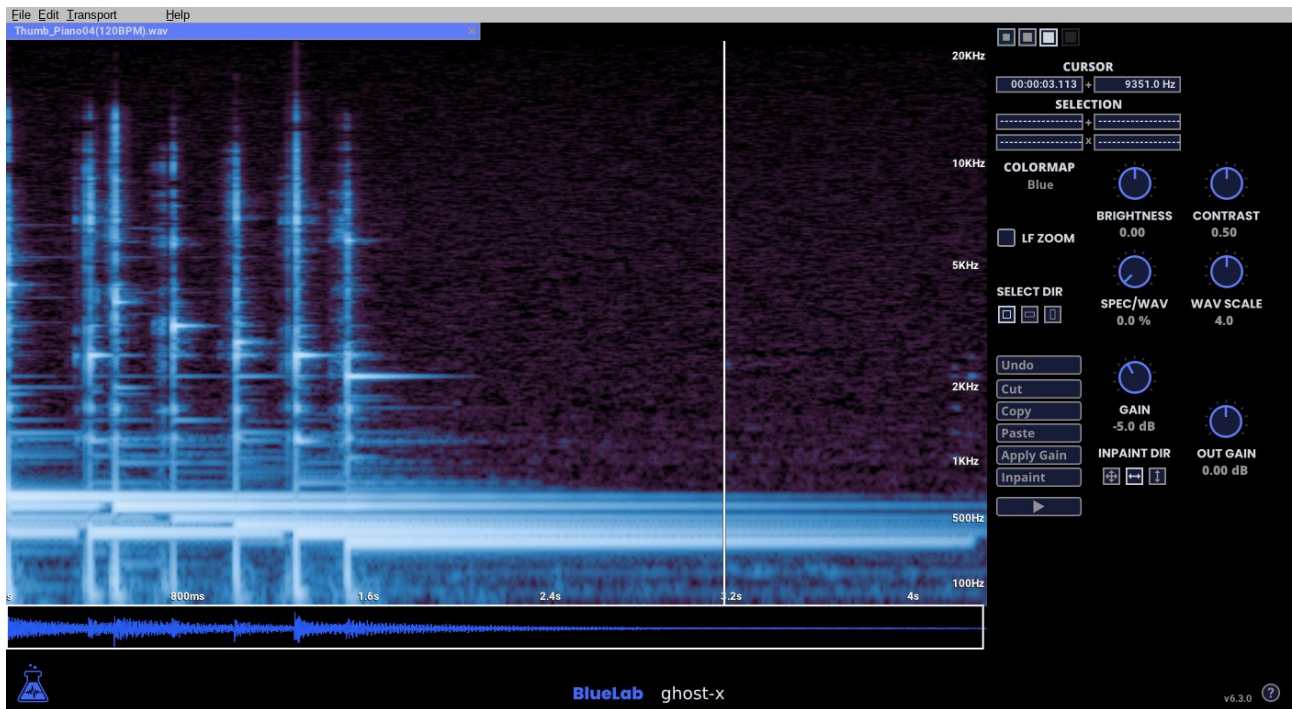 File Edit Transport Help
Thumb_Piano04(120BPM).wav ×
20KHz
10KHz
5KHz
2KHz
1KHz
500Hz
100Hz
s 800ms 1.6s 2.4s 3.2s 4s
CURSOR
00:00:03.113 + 9351.0 Hz
SELECTION
----------------- + -----------------
----------------- x -----------------
COLORMAP
Blue
BRIGHTNESS
0.00
CONTRAST
0.50
LF ZOOM
SELECT DIR
SPEC/WAV
0.0 %
WAV SCALE
4.0
Undo
Cut
Copy
Paste
Apply Gain
Inpaint
GAIN
-5.0 dB
INPAINT DIR
OUT GAIN
0.00 dB
BlueLab ghost-x
v6.3.0 ?